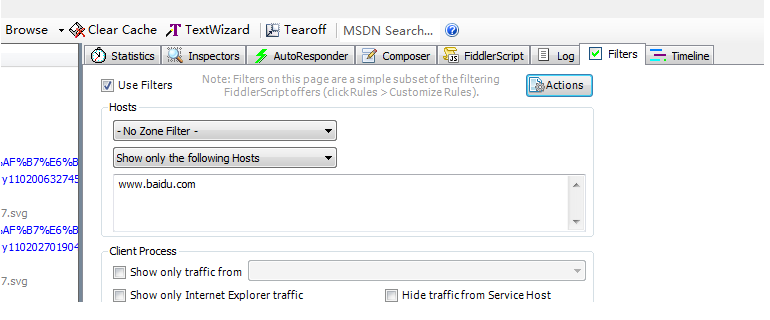 Browse Clear Cache TextWizard Tearoff MSDN Search...
Statistics Inspectors AutoResponder Composer FiddlerScript Log Filters Timeline
Use Filters
Note: Filters on this page are a simple subset of the filtering
FiddlerScript offers (click Rules > Customize Rules).
Actions
Hosts
- No Zone Filter -
Show only the following Hosts
%AF%B7%E6%B
www.baidu.com
y110200632745
7.svg
%AF%B7%E6%B
y110202701904
Client Process
Show only traffic from
7.svg
Show only Internet Explorer traffic Hide traffic from Service Host